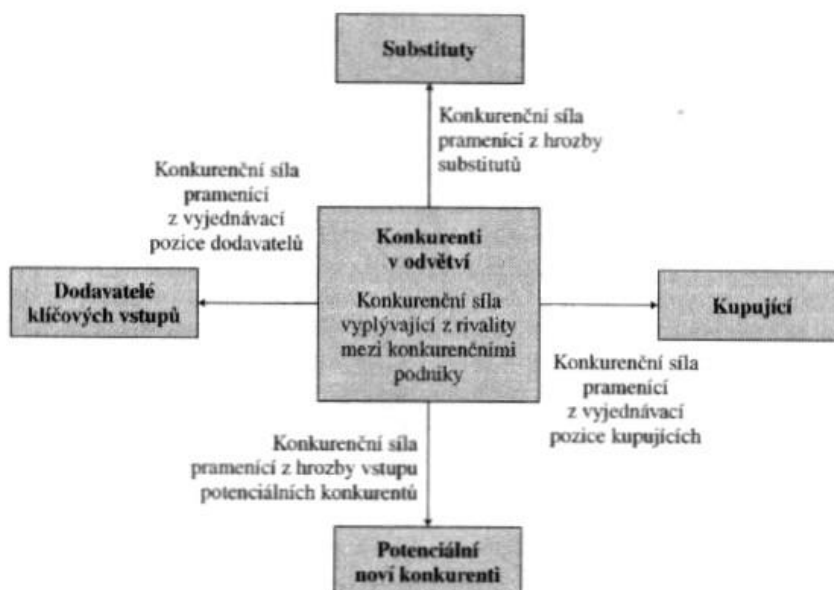 Substituty
Konkurenční síla
pramenící z hrozby
substitutů
Konkurenční síla
pramenící
z vyjednávací
pozice dodavatelů
Konkurenti
v odvětví
Konkurenční síla
vyplývající z rivality
mezi konkurenčními
podniky
Dodavatelé
klíčových vstupů
Kupující
Konkurenční síla
pramenící
z vyjednávací
pozice kupujících
Konkurenční síla
pramenící z hrozby vstupu
potenciálních konkurentů
Potenciální
noví konkurenti